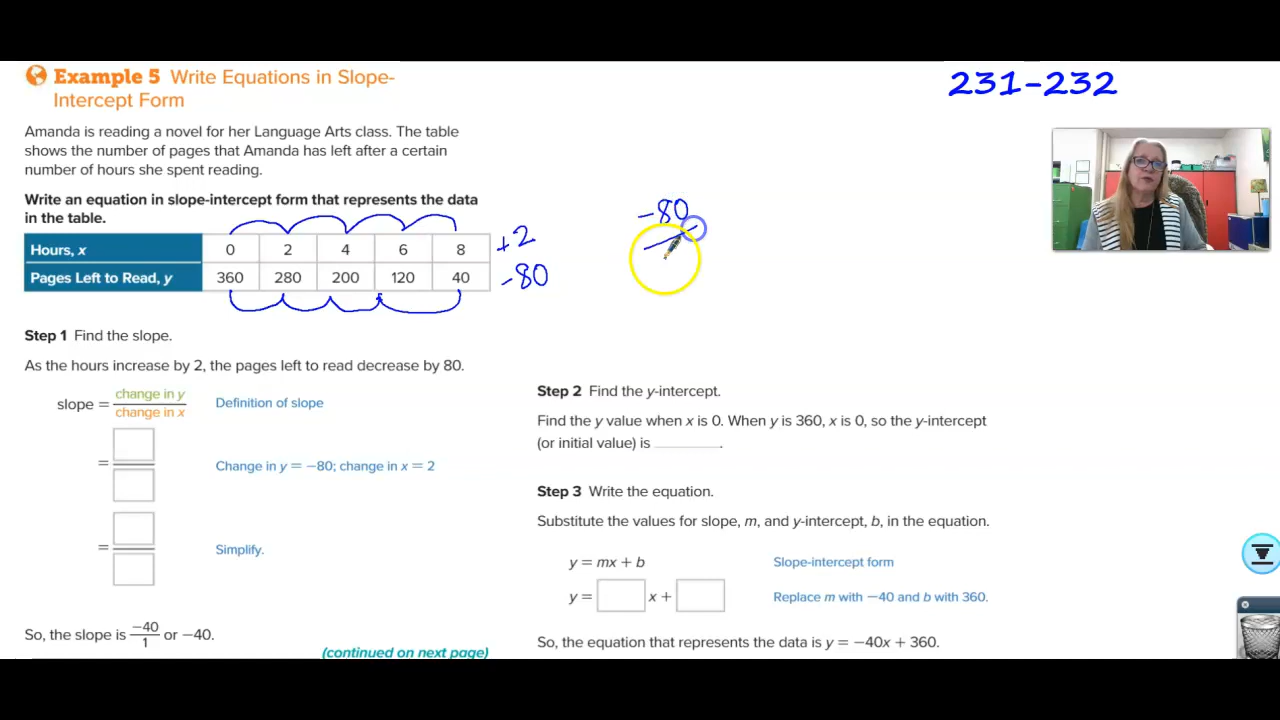 Example 5 Write Equations in Slope-
Intercept Form
231-232
Amanda is reading a novel for her Language Arts class. The table
shows the number of pages that Amanda has left after a certain
number of hours she spent reading.
Write an equation in slope-intercept form that represents the data
in the table.
Hours, x 0 2 4 6 8 +2
Pages Left to Read, y 360 280 200 120 40 -80
-80
Step 1 Find the slope.
As the hours increase by 2, the pages left to read decrease by 80.
slope = change in y / change in x Definition of slope
= Change in y = −80; change in x = 2
= Simplify.
So, the slope is −40/1 or −40.
(continued on next page)
Step 2 Find the y-intercept.
Find the y value when x is 0. When y is 360, x is 0, so the y-intercept
(or initial value) is ________.
Step 3 Write the equation.
Substitute the values for slope, m, and y-intercept, b, in the equation.
y = mx + b Slope-intercept form
y = x + Replace m with −40 and b with 360.
So, the equation that represents the data is y = −40x + 360.